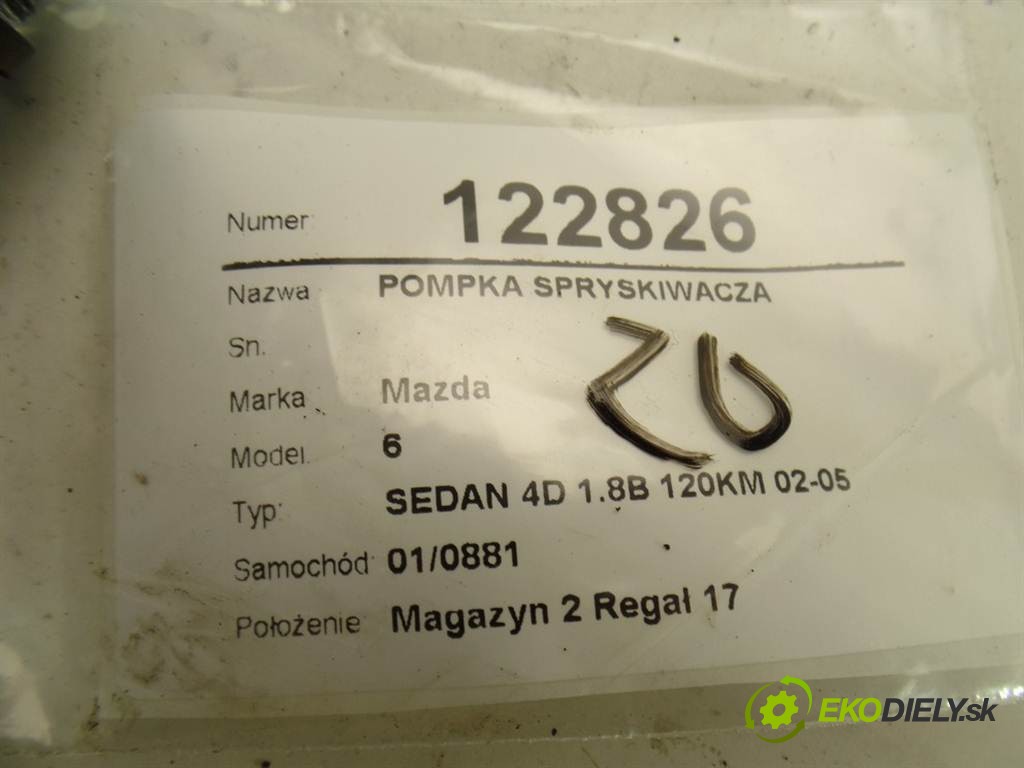 Numer: 122826
Nazwa POMPKA SPRYSKIWACZA
Sn.
Marka Mazda
Model. 6
Typ: SEDAN 4D 1.8B 120KM 02-05
Samochód: 01/0881
Położenie Magazyn 2 Regał 17
EKODIELY.sk